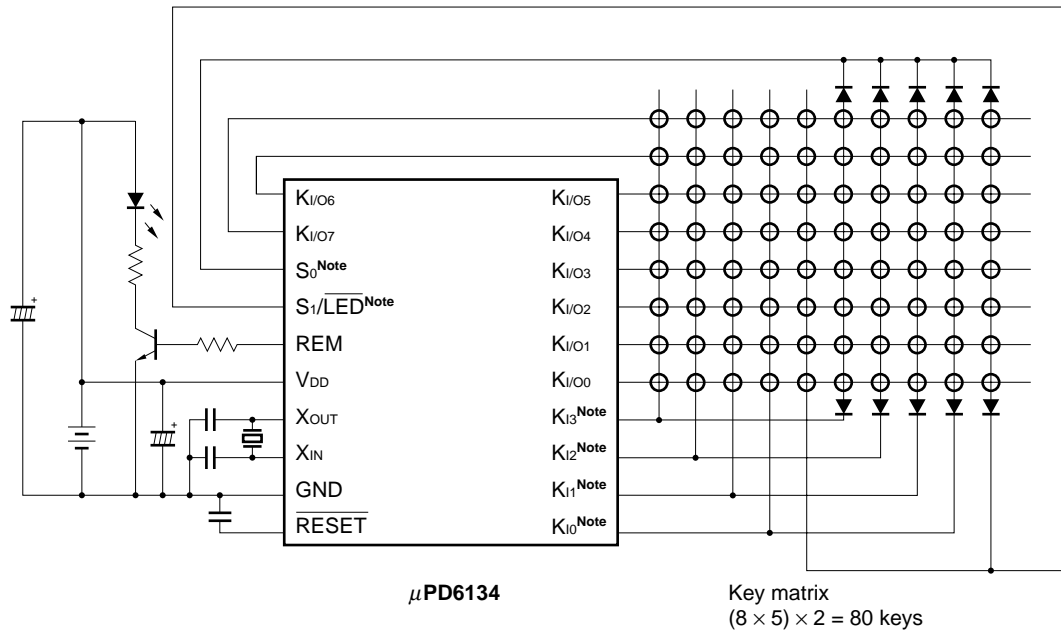 +
+
KI/O6
KI/O7
S0Note
S1/LEDNote
REM
VDD
XOUT
XIN
GND
RESET
KI/O5
KI/O4
KI/O3
KI/O2
KI/O1
KI/O0
KI3Note
KI2Note
KI1Note
KI0Note
μPD6134
Key matrix
(8 × 5) × 2 = 80 keys